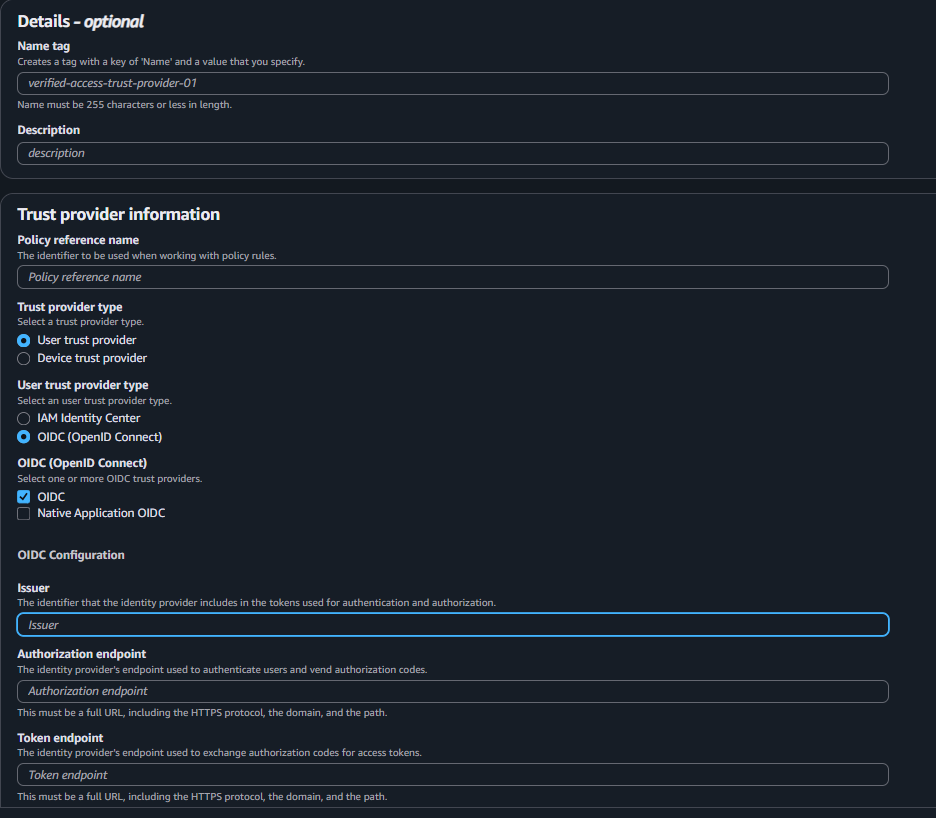 Details - optional
Name tag
Creates a tag with a key of 'Name' and a value that you specify.
verified-access-trust-provider-01
Name must be 255 characters or less in length.
Description
description
Trust provider information
Policy reference name
The identifier to be used when working with policy rules.
Policy reference name
Trust provider type
Select a trust provider type.
User trust provider
Device trust provider
User trust provider type
Select an user trust provider type.
IAM Identity Center
OIDC (OpenID Connect)
OIDC (OpenID Connect)
Select one or more OIDC trust providers.
OIDC
Native Application OIDC
OIDC Configuration
Issuer
The identifier that the identity provider includes in the tokens used for authentication and authorization.
Issuer
Authorization endpoint
The identity provider's endpoint used to authenticate users and vend authorization codes.
Authorization endpoint
This must be a full URL, including the HTTPS protocol, the domain, and the path.
Token endpoint
The identity provider's endpoint used to exchange authorization codes for access tokens.
Token endpoint
This must be a full URL, including the HTTPS protocol, the domain, and the path.